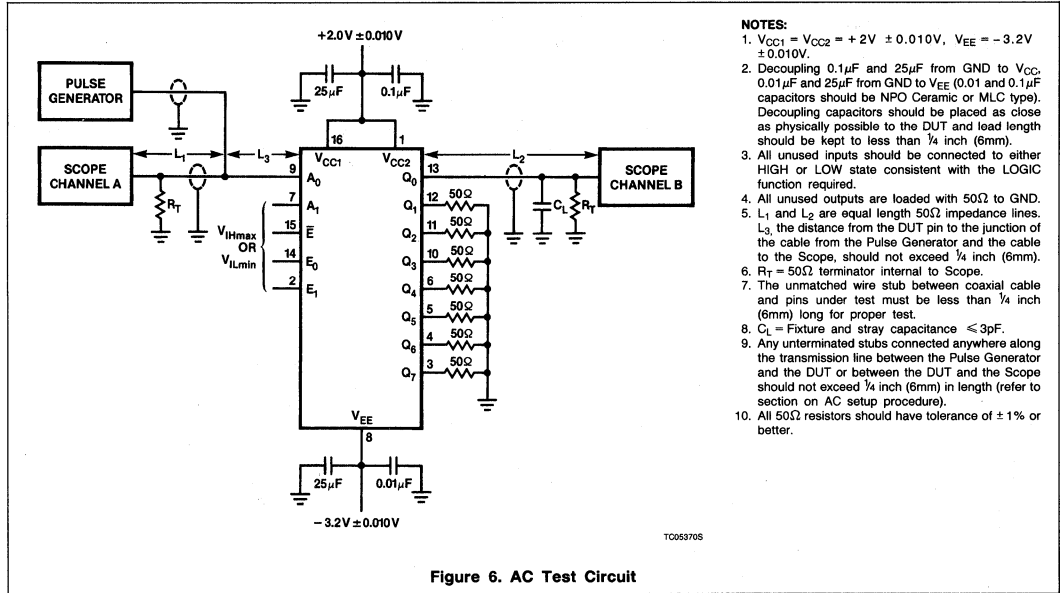 +2.0V ± 0.010V
PULSE
GENERATOR
25μF
0.1μF
16
1
SCOPE
CHANNEL A
L₁
L₃
V_CC1
V_CC2
L₂
SCOPE
CHANNEL B
9
A₀
Q₀
13
R_T
C_L
R_T
7
A₁
Q₁
12
50Ω
V_IHmax
OR
V_ILmin
15
E̅
Q₂
11
50Ω
14
E₀
Q₃
10
50Ω
2
E₁
Q₄
6
50Ω
Q₅
5
50Ω
Q₆
4
50Ω
Q₇
3
50Ω
V_EE
8
25μF
0.01μF
− 3.2V ± 0.010V
TC05370S
NOTES:
1. V_CC1 = V_CC2 = + 2V ± 0.010V, V_EE = − 3.2V
± 0.010V.
2. Decoupling 0.1μF and 25μF from GND to V_CC,
0.01μF and 25μF from GND to V_EE (0.01 and 0.1μF
capacitors should be NPO Ceramic or MLC type).
Decoupling capacitors should be placed as close
as physically possible to the DUT and lead length
should be kept to less than ¼ inch (6mm).
3. All unused inputs should be connected to either
HIGH or LOW state consistent with the LOGIC
function required.
4. All unused outputs are loaded with 50Ω to GND.
5. L₁ and L₂ are equal length 50Ω impedance lines.
L₃, the distance from the DUT pin to the junction of
the cable from the Pulse Generator and the cable
to the Scope, should not exceed ¼ inch (6mm).
6. R_T = 50Ω terminator internal to Scope.
7. The unmatched wire stub between coaxial cable
and pins under test must be less than ¼ inch
(6mm) long for proper test.
8. C_L = Fixture and stray capacitance ≤ 3pF.
9. Any unterminated stubs connected anywhere along
the transmission line between the Pulse Generator
and the DUT or between the DUT and the Scope
should not exceed ¼ inch (6mm) in length (refer to
section on AC setup procedure).
10. All 50Ω resistors should have tolerance of ± 1% or
better.
Figure 6. AC Test Circuit